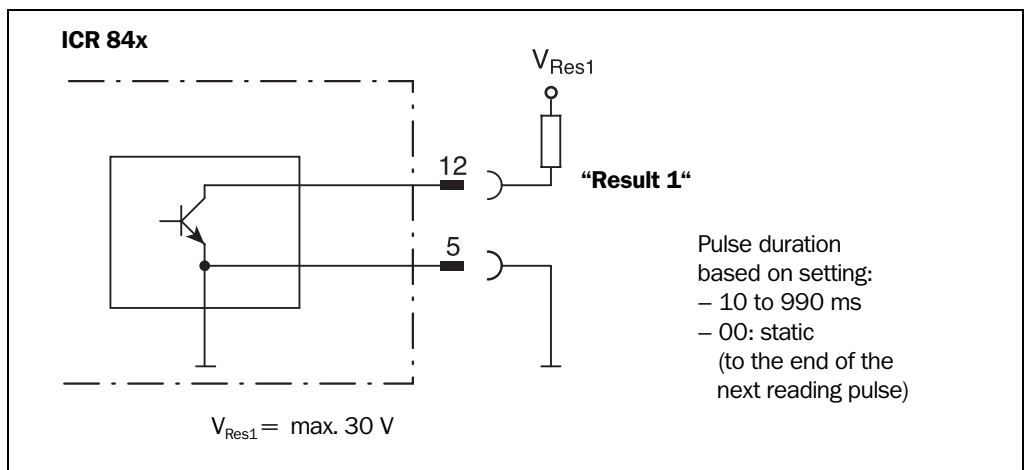 ICR 84x
V_Res1
12
“Result 1“
5
Pulse duration
based on setting:
– 10 to 990 ms
– 00: static
(to the end of the
next reading pulse)
V_Res1 = max. 30 V